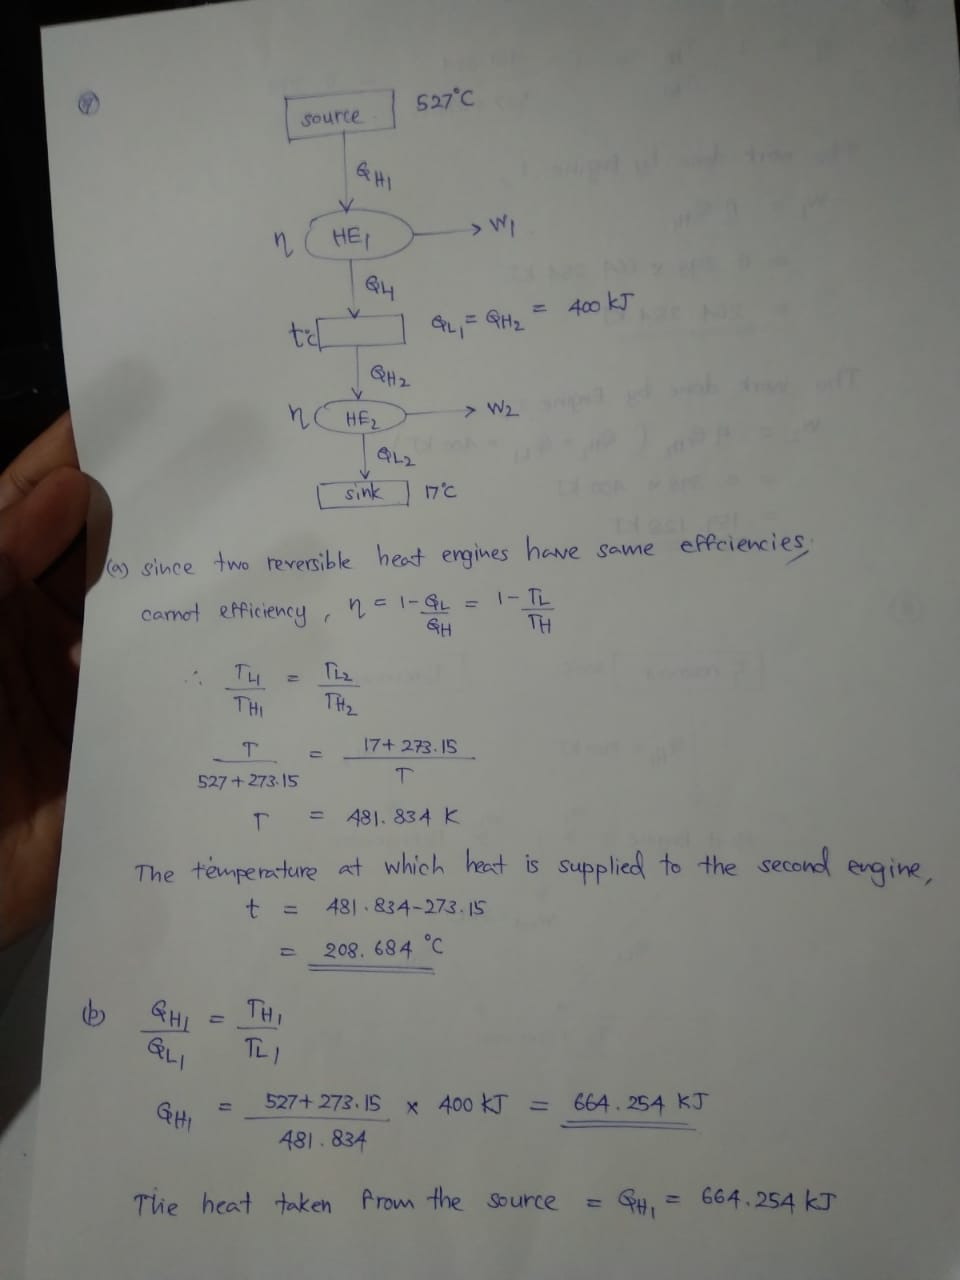 source 527°C
QH1
η HE1 → W1
QL1
t°C QL1 = QH2 = 400 kJ
QH2
η HE2 → W2
QL2
sink 17°C
(a) since two reversible heat engines have same effciencies,
carnot efficiency, η = 1 - QL/QH = 1 - TL/TH
∴ TL1/TH1 = TL2/TH2
T/(527 + 273.15) = (17 + 273.15)/T
T = 481.834 K
The temperature at which heat is supplied to the second engine,
t = 481.834 - 273.15
= 208.684 °C
(b) QH1/QL1 = TH1/TL1
QH1 = (527 + 273.15)/481.834 × 400 kJ = 664.254 KJ
The heat taken from the source = QH1 = 664.254 kJ